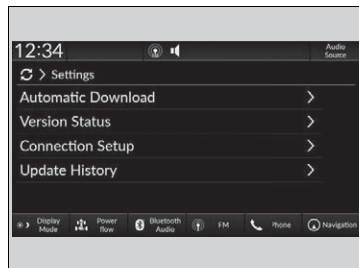 12:34
Audio
Source
> Settings
Automatic Download >
Version Status >
Connection Setup >
Update History >
Display
Mode
Power
flow
Bluetooth
Audio
FM
Phone
Navigation